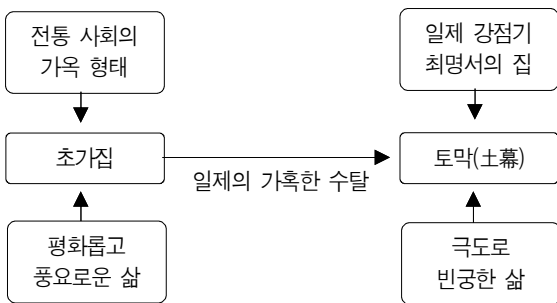 전통 사회의
가옥 형태
일제 강점기
최명서의 집
초가집
일제의 가혹한 수탈
토막(土幕)
평화롭고
풍요로운 삶
극도로
빈궁한 삶